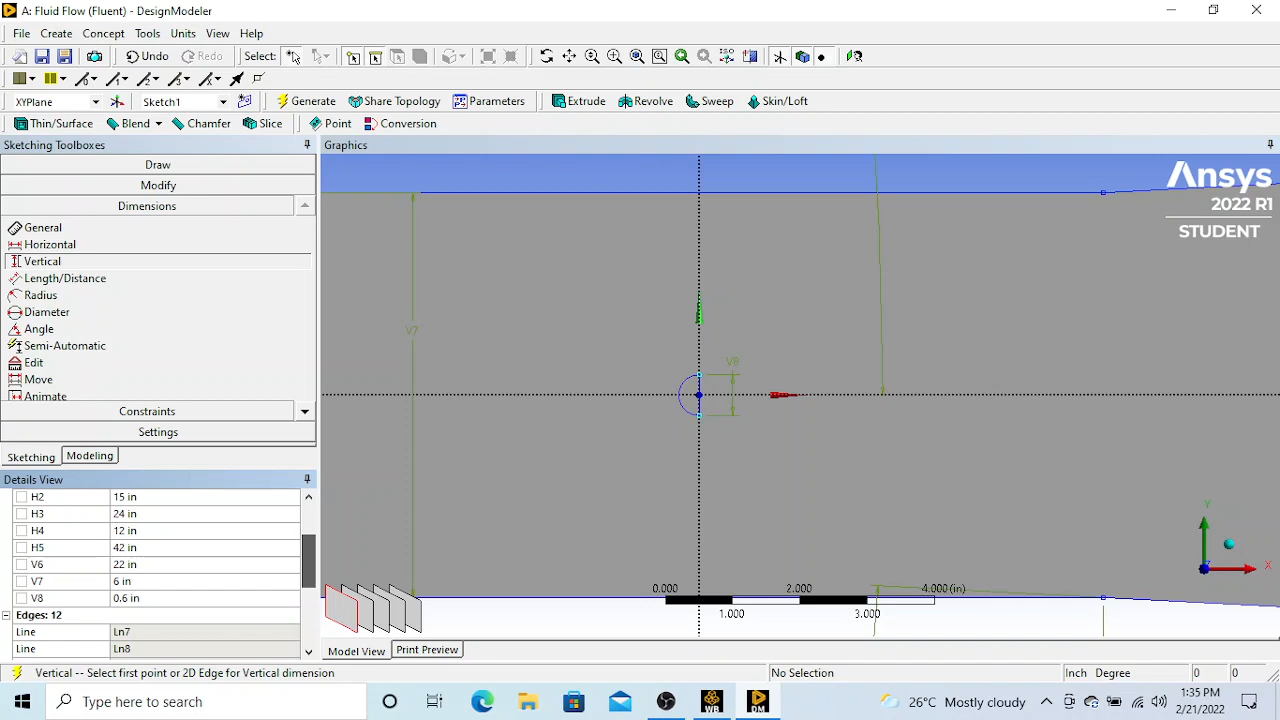 A: Fluid Flow (Fluent) - DesignModeler
File Create Concept Tools Units View Help
Undo Redo Select:
XYPlane Sketch1 Generate Share Topology Parameters Extrude Revolve Sweep Skin/Loft
Thin/Surface Blend Chamfer Slice Point Conversion
Sketching Toolboxes
Graphics
Draw
Modify
Dimensions
General
Horizontal
Vertical
Length/Distance
Radius
Diameter
Angle
Semi-Automatic
Edit
Move
Animate
Constraints
Settings
Sketching Modeling
Details View
H2 15 in
H3 24 in
H4 12 in
H5 42 in
V6 22 in
V7 6 in
V8 0.6 in
Edges: 12
Line Ln7
Line Ln8
Ansys
2022 R1
STUDENT
V7
V8
Y
X
0.000 2.000 4.000 (in)
1.000 3.000
Model View Print Preview
Vertical -- Select first point or 2D Edge for Vertical dimension
No Selection
Inch Degree 0 0
Type here to search
WB
DM
26°C Mostly cloudy
1:35 PM
2/21/2022